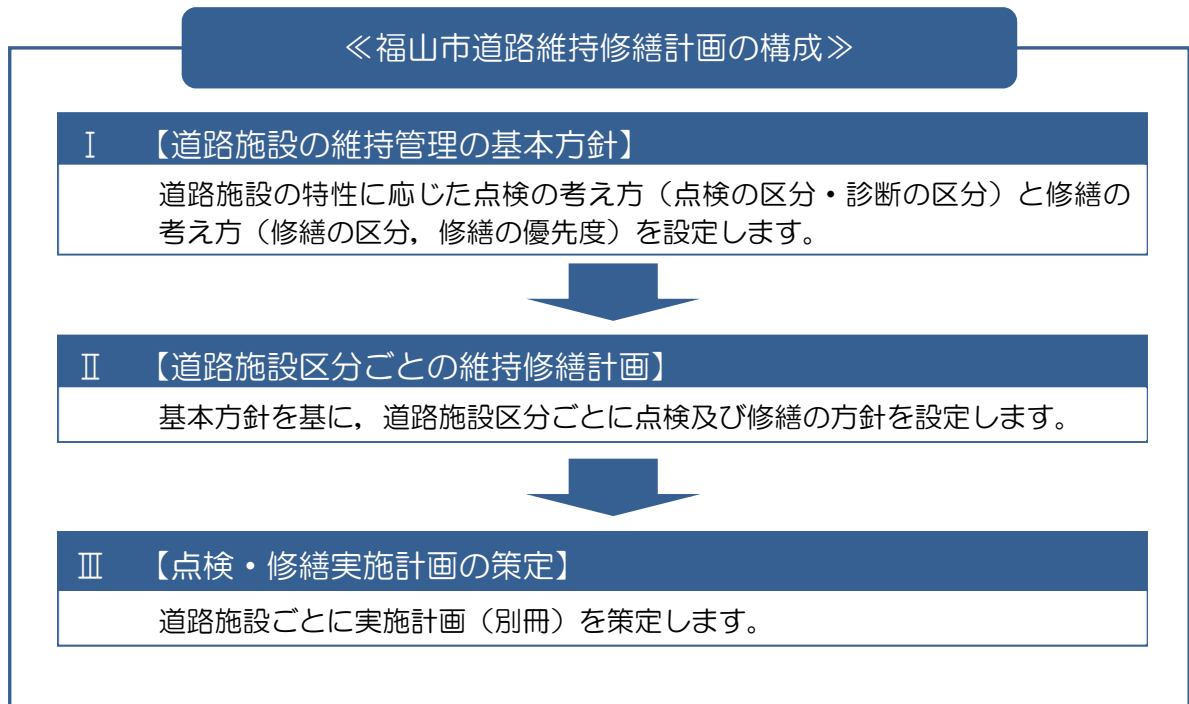 ≪福山市道路維持修繕計画の構成≫
Ⅰ 【道路施設の維持管理の基本方針】
道路施設の特性に応じた点検の考え方（点検の区分・診断の区分）と修繕の
考え方（修繕の区分，修繕の優先度）を設定します。
Ⅱ 【道路施設区分ごとの維持修繕計画】
基本方針を基に，道路施設区分ごとに点検及び修繕の方針を設定します。
Ⅲ 【点検・修繕実施計画の策定】
道路施設ごとに実施計画（別冊）を策定します。